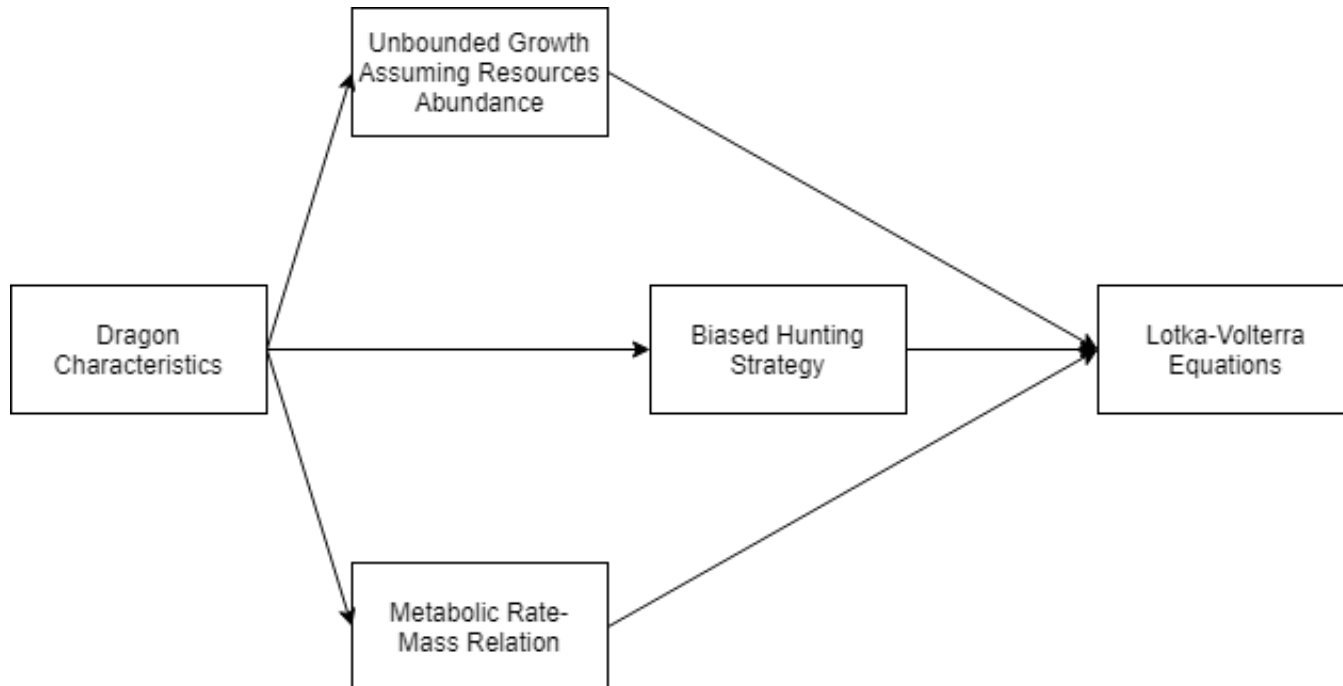 Unbounded Growth
Assuming Resources
Abundance
Dragon
Characteristics
Biased Hunting
Strategy
Lotka-Volterra
Equations
Metabolic Rate-
Mass Relation